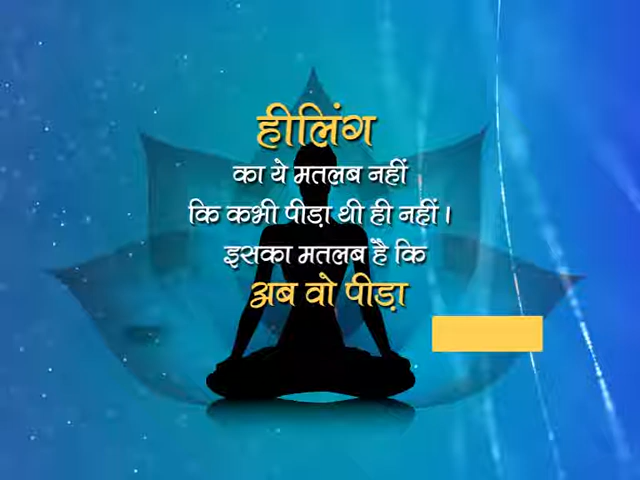 हीलिंग
का ये मतलब नहीं
कि कभी पीड़ा थी ही नहीं।
इसका मतलब है कि
अब वो पीड़ा